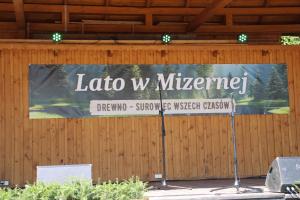 Lato w Mizernej
DREWNO - SUROWIEC WSZECH CZASÓW